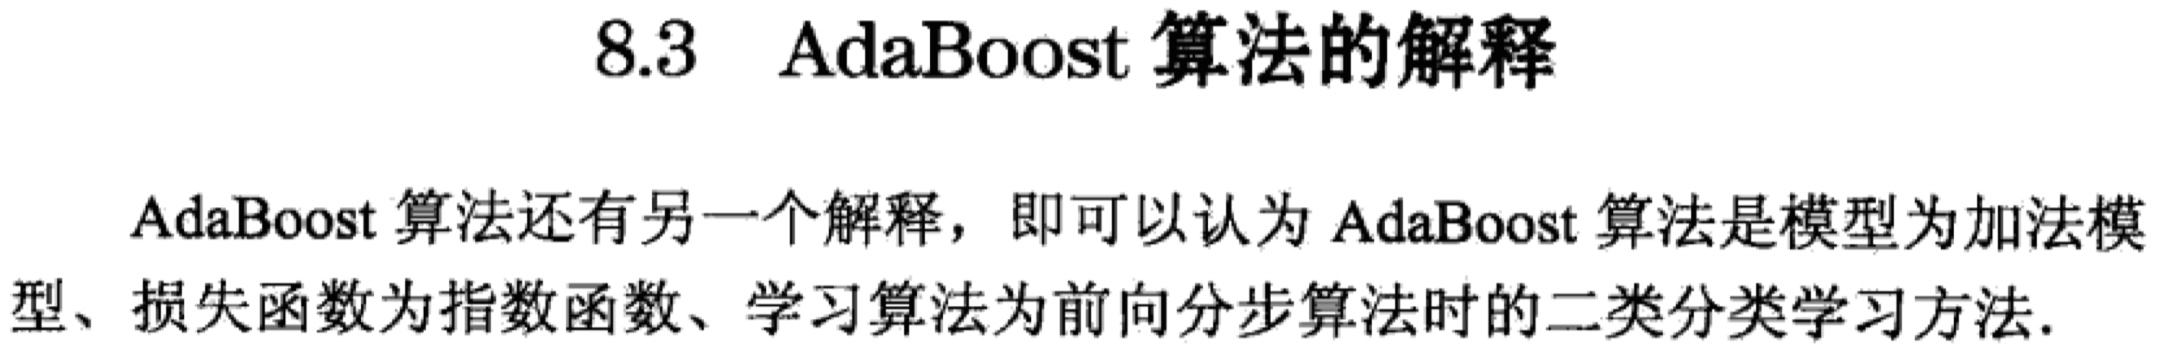 8.3 AdaBoost 算法的解释
AdaBoost 算法还有另一个解释，即可以认为 AdaBoost 算法是模型为加法模
型、损失函数为指数函数、学习算法为前向分步算法时的二类分类学习方法.